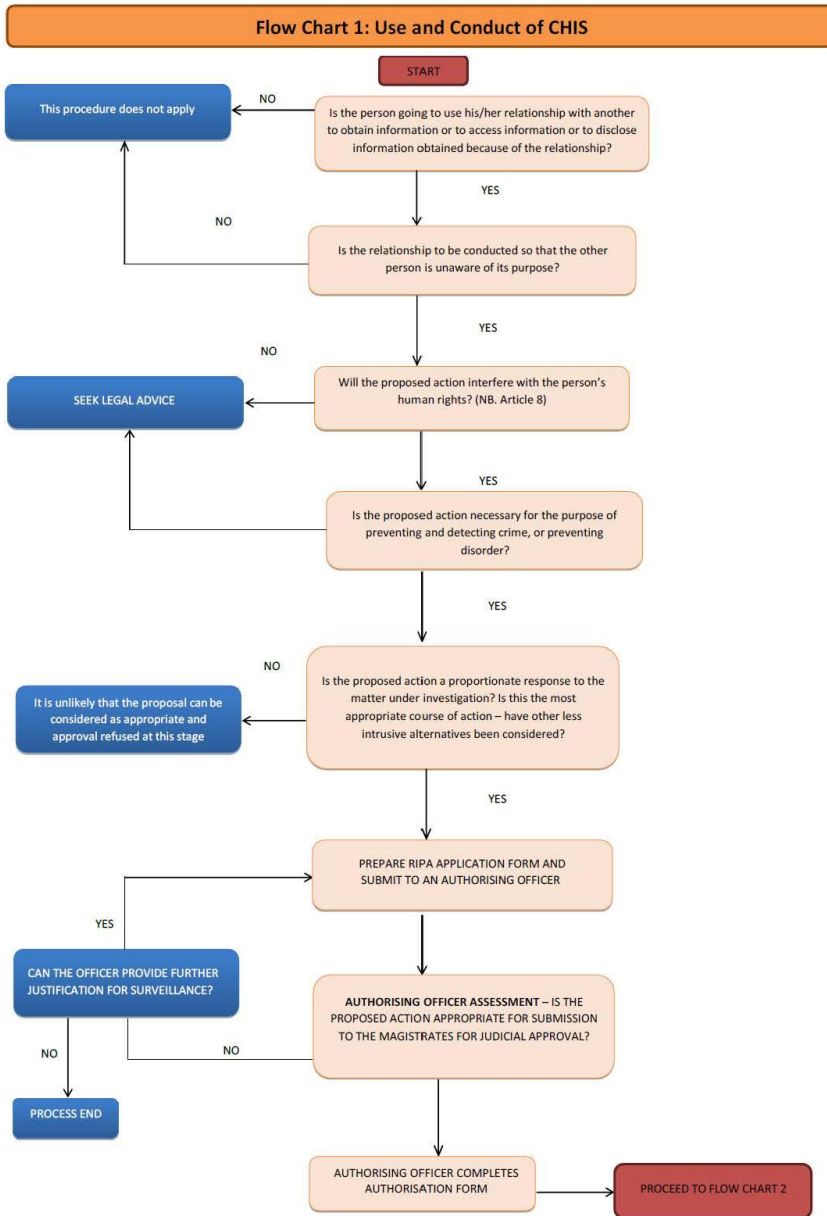 Flow Chart 1: Use and Conduct of CHIS
START
This procedure does not apply
NO
Is the person going to use his/her relationship with another
to obtain information or to access information or to disclose
information obtained because of the relationship?
YES
NO
Is the relationship to be conducted so that the other
person is unaware of its purpose?
YES
NO
Will the proposed action interfere with the person's
human rights? (NB. Article 8)
SEEK LEGAL ADVICE
YES
Is the proposed action necessary for the purpose of
preventing and detecting crime, or preventing
disorder?
YES
NO
Is the proposed action a proportionate response to the
matter under investigation? Is this the most
appropriate course of action – have other less
intrusive alternatives been considered?
It is unlikely that the proposal can be
considered as appropriate and
approval refused at this stage
YES
PREPARE RIPA APPLICATION FORM AND
SUBMIT TO AN AUTHORISING OFFICER
YES
CAN THE OFFICER PROVIDE FURTHER
JUSTIFICATION FOR SURVEILLANCE?
AUTHORISING OFFICER ASSESSMENT – IS THE
PROPOSED ACTION APPROPRIATE FOR SUBMISSION
TO THE MAGISTRATES FOR JUDICIAL APPROVAL?
NO
NO
PROCESS END
AUTHORISING OFFICER COMPLETES
AUTHORISATION FORM
PROCEED TO FLOW CHART 2